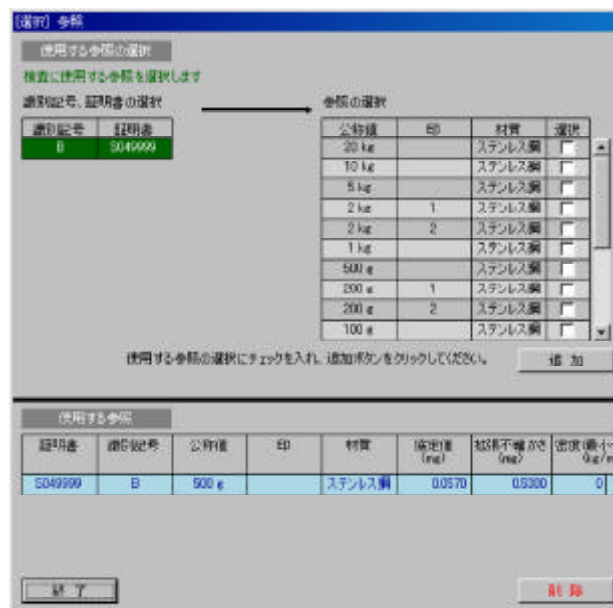 [選択] 参照
使用する参照の選択
検査に使用する参照を選択します
識別記号、証明書の選択
参照の選択
識別記号 証明書
B S049999
公称値 印 材質 選択
20 kg ステンレス鋼
10 kg ステンレス鋼
5 kg ステンレス鋼
2 kg 1 ステンレス鋼
2 kg 2 ステンレス鋼
1 kg ステンレス鋼
500 g ステンレス鋼
200 g 1 ステンレス鋼
200 g 2 ステンレス鋼
100 g ステンレス鋼
使用する参照の選択にチェックを入れ、追加ボタンをクリックしてください。
追 加
使用する参照
証明書 識別記号 公称値 印 材質 協定値 (mg) 拡張不確かさ (mg) 密度(最小
S049999 B 500 g ステンレス鋼 0.0570 0.5300 0
終 了
削 除